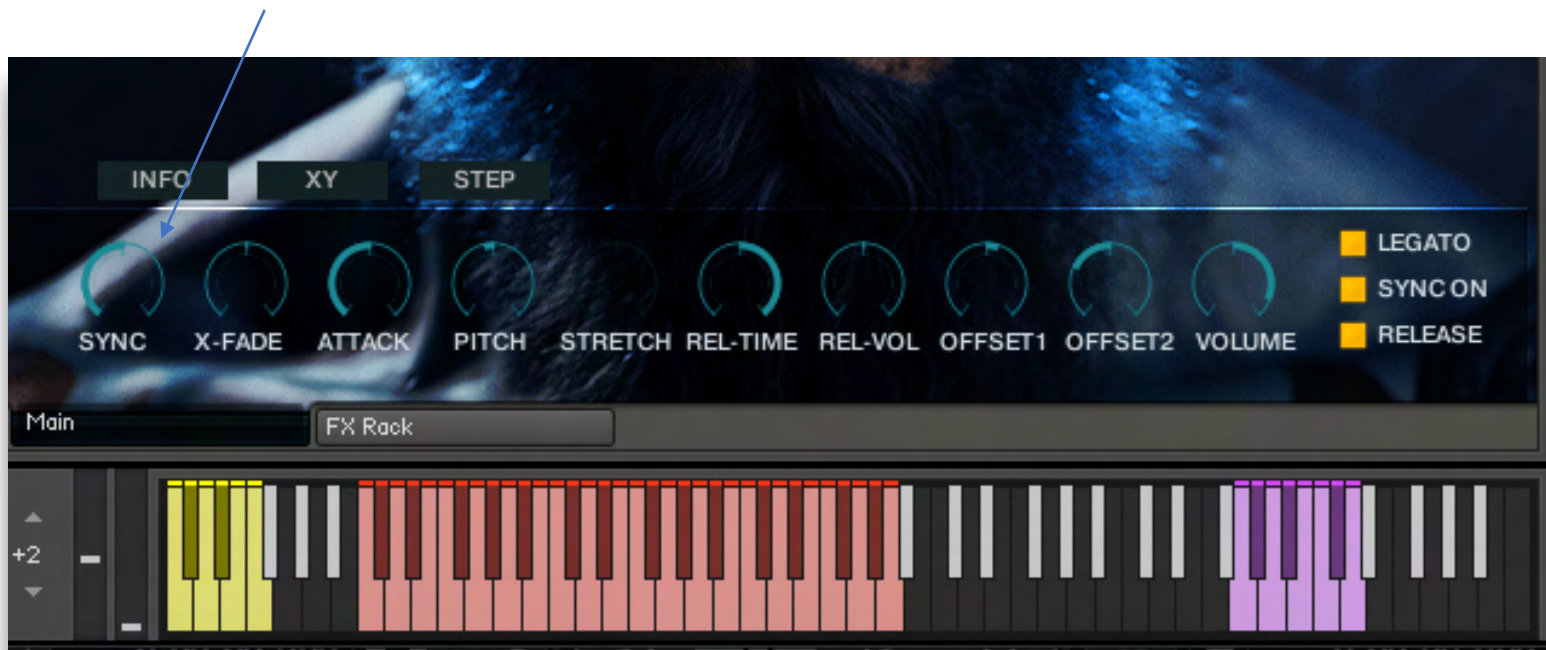 INFO XY STEP
LEGATO
SYNC ON
RELEASE
SYNC X-FADE ATTACK PITCH STRETCH REL-TIME REL-VOL OFFSET1 OFFSET2 VOLUME
Main FX Rack
+2